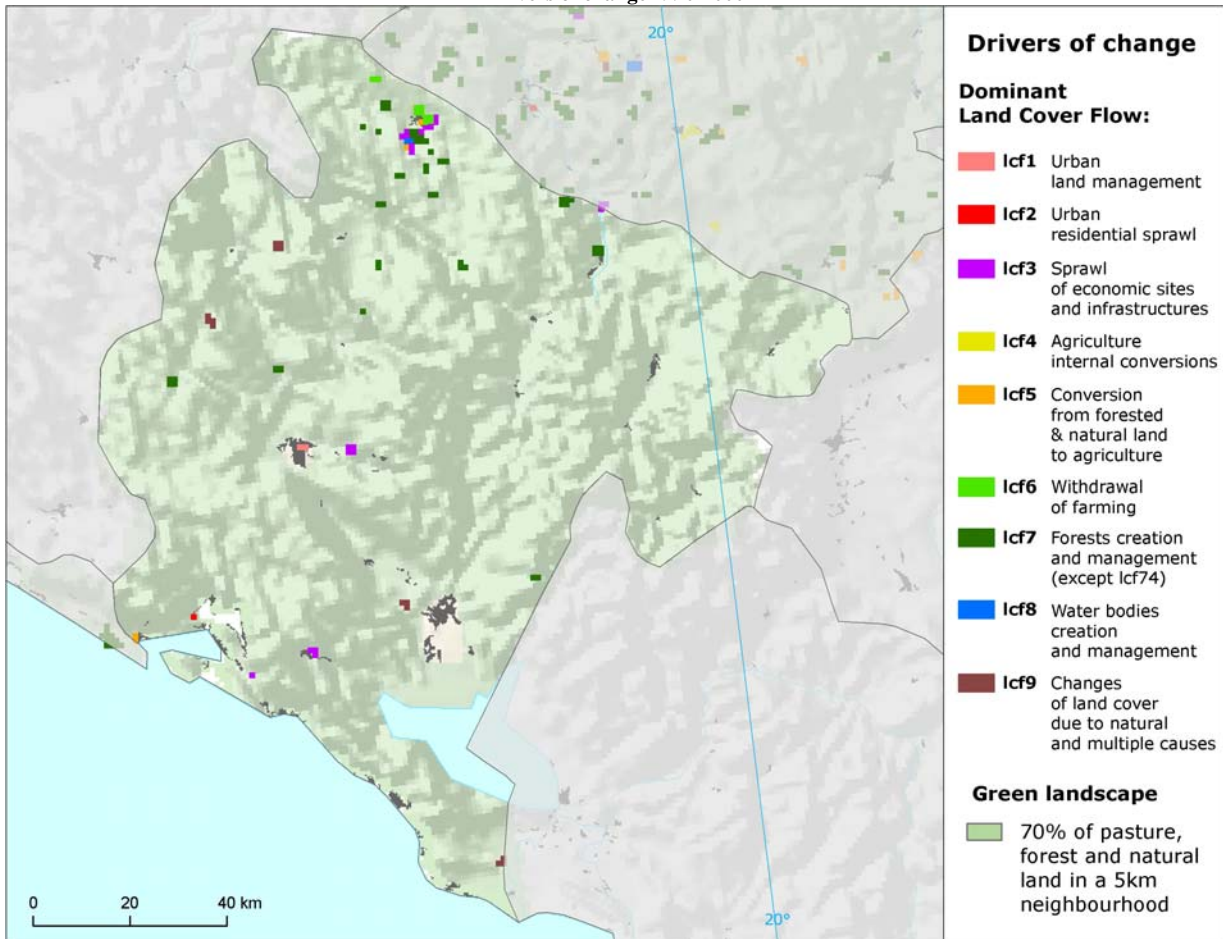 20°
20°
0 20 40 km
Drivers of change
Dominant
Land Cover Flow:
lcf1 Urban
land management
lcf2 Urban
residential sprawl
lcf3 Sprawl
of economic sites
and infrastructures
lcf4 Agriculture
internal conversions
lcf5 Conversion
from forested
& natural land
to agriculture
lcf6 Withdrawal
of farming
lcf7 Forests creation
and management
(except lcf74)
lcf8 Water bodies
creation
and management
lcf9 Changes
of land cover
due to natural
and multiple causes
Green landscape
70% of pasture,
forest and natural
land in a 5km
neighbourhood